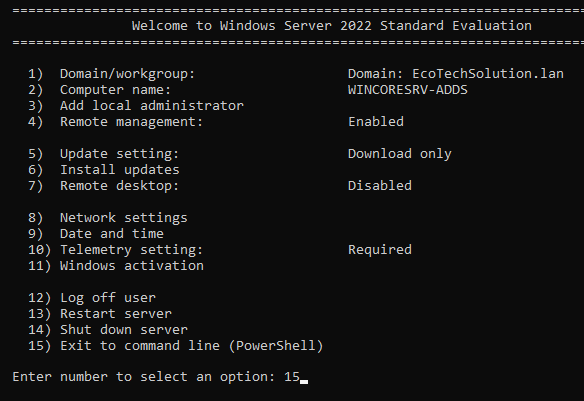 ================================================================================
Welcome to Windows Server 2022 Standard Evaluation
================================================================================
1) Domain/workgroup: Domain: EcoTechSolution.lan
2) Computer name: WINCORESRV-ADDS
3) Add local administrator
4) Remote management: Enabled
5) Update setting: Download only
6) Install updates
7) Remote desktop: Disabled
8) Network settings
9) Date and time
10) Telemetry setting: Required
11) Windows activation
12) Log off user
13) Restart server
14) Shut down server
15) Exit to command line (PowerShell)
Enter number to select an option: 15